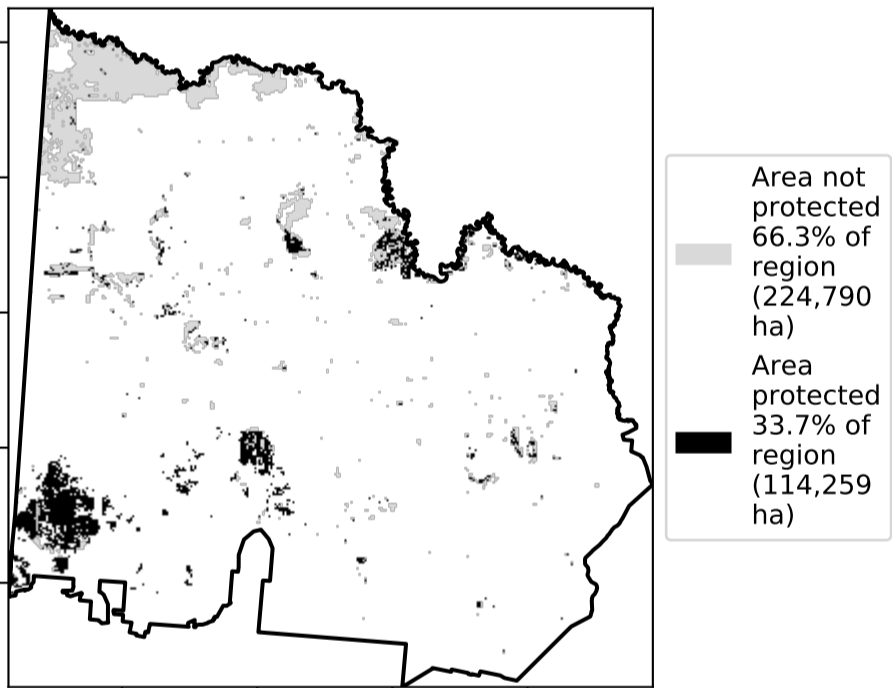 Area not
protected
66.3% of
region
(224,790
ha)
Area
protected
33.7% of
region
(114,259
ha)